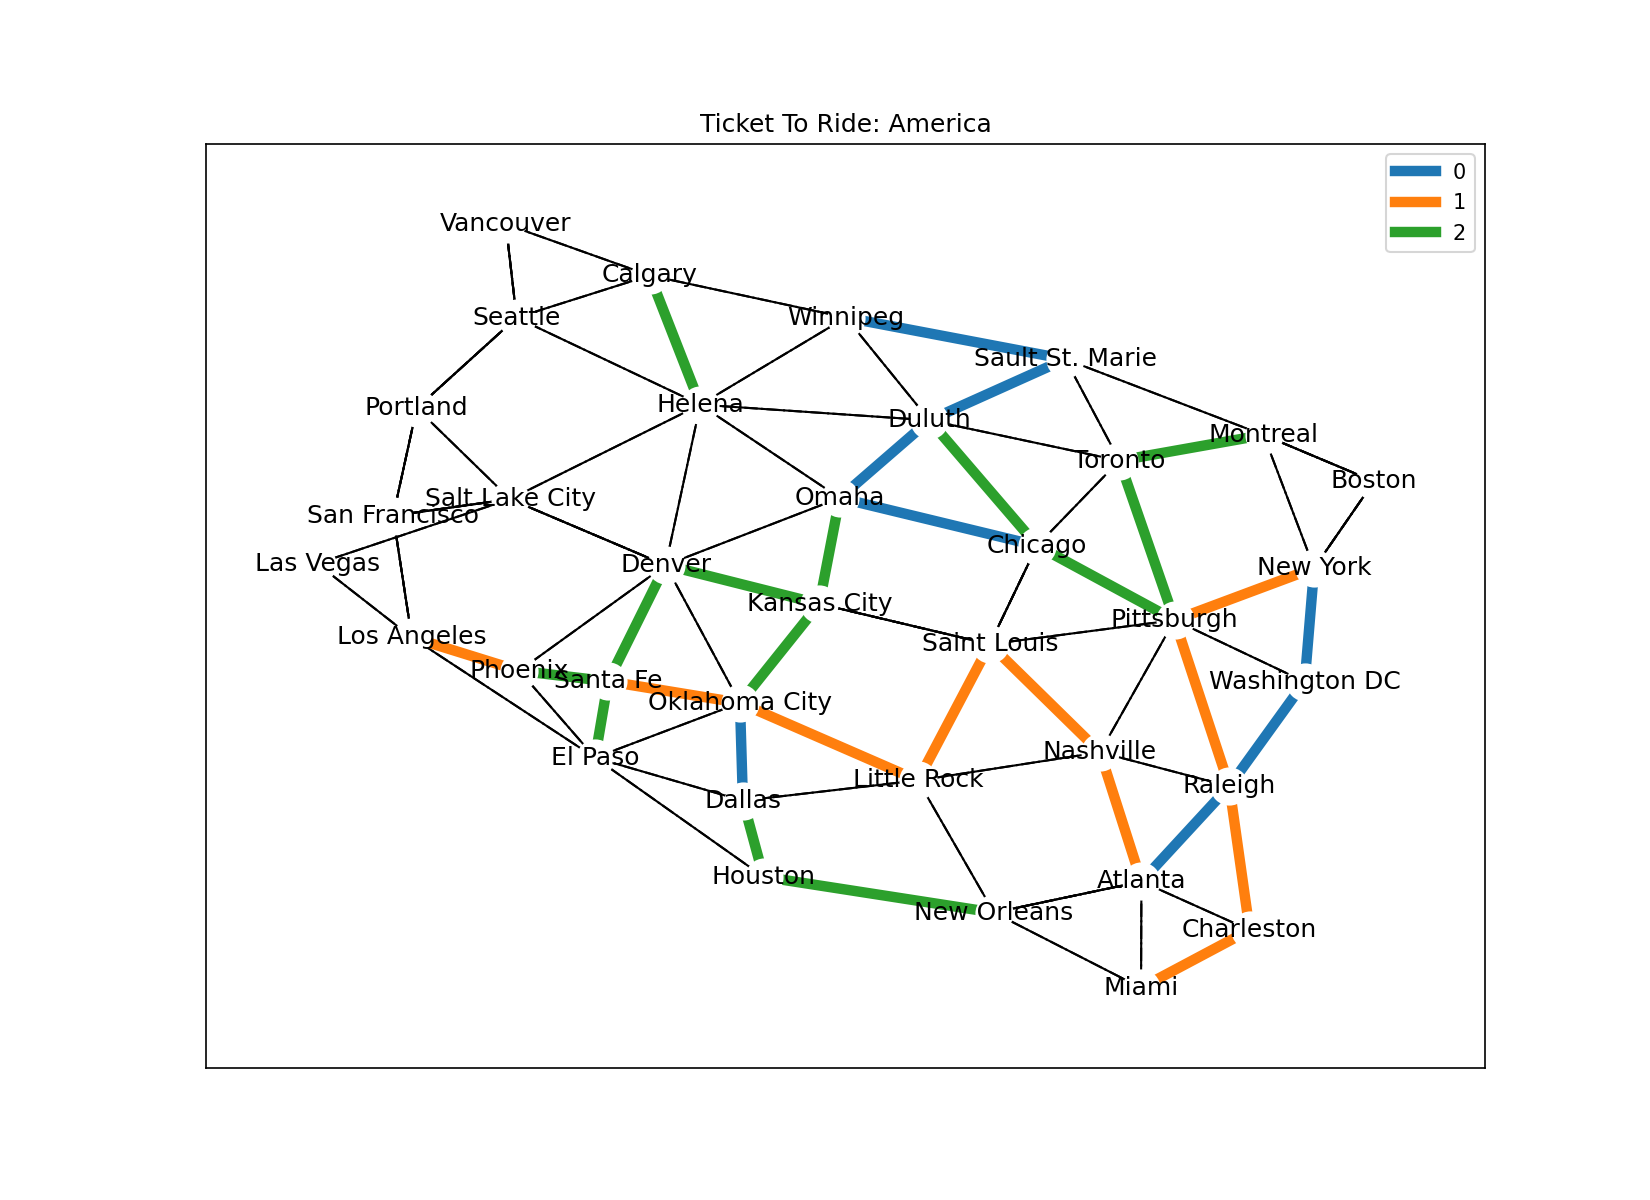 Ticket To Ride: America
0
1
2
Vancouver
Calgary
Seattle
Winnipeg
Sault St. Marie
Portland
Helena
Duluth
Montreal
Toronto
Boston
Salt Lake City
San Francisco
Omaha
Chicago
Las Vegas
Denver
New York
Kansas City
Pittsburgh
Los Angeles
Saint Louis
Phoenix
Santa Fe
Washington DC
Oklahoma City
El Paso
Nashville
Little Rock
Raleigh
Dallas
Houston
Atlanta
New Orleans
Charleston
Miami